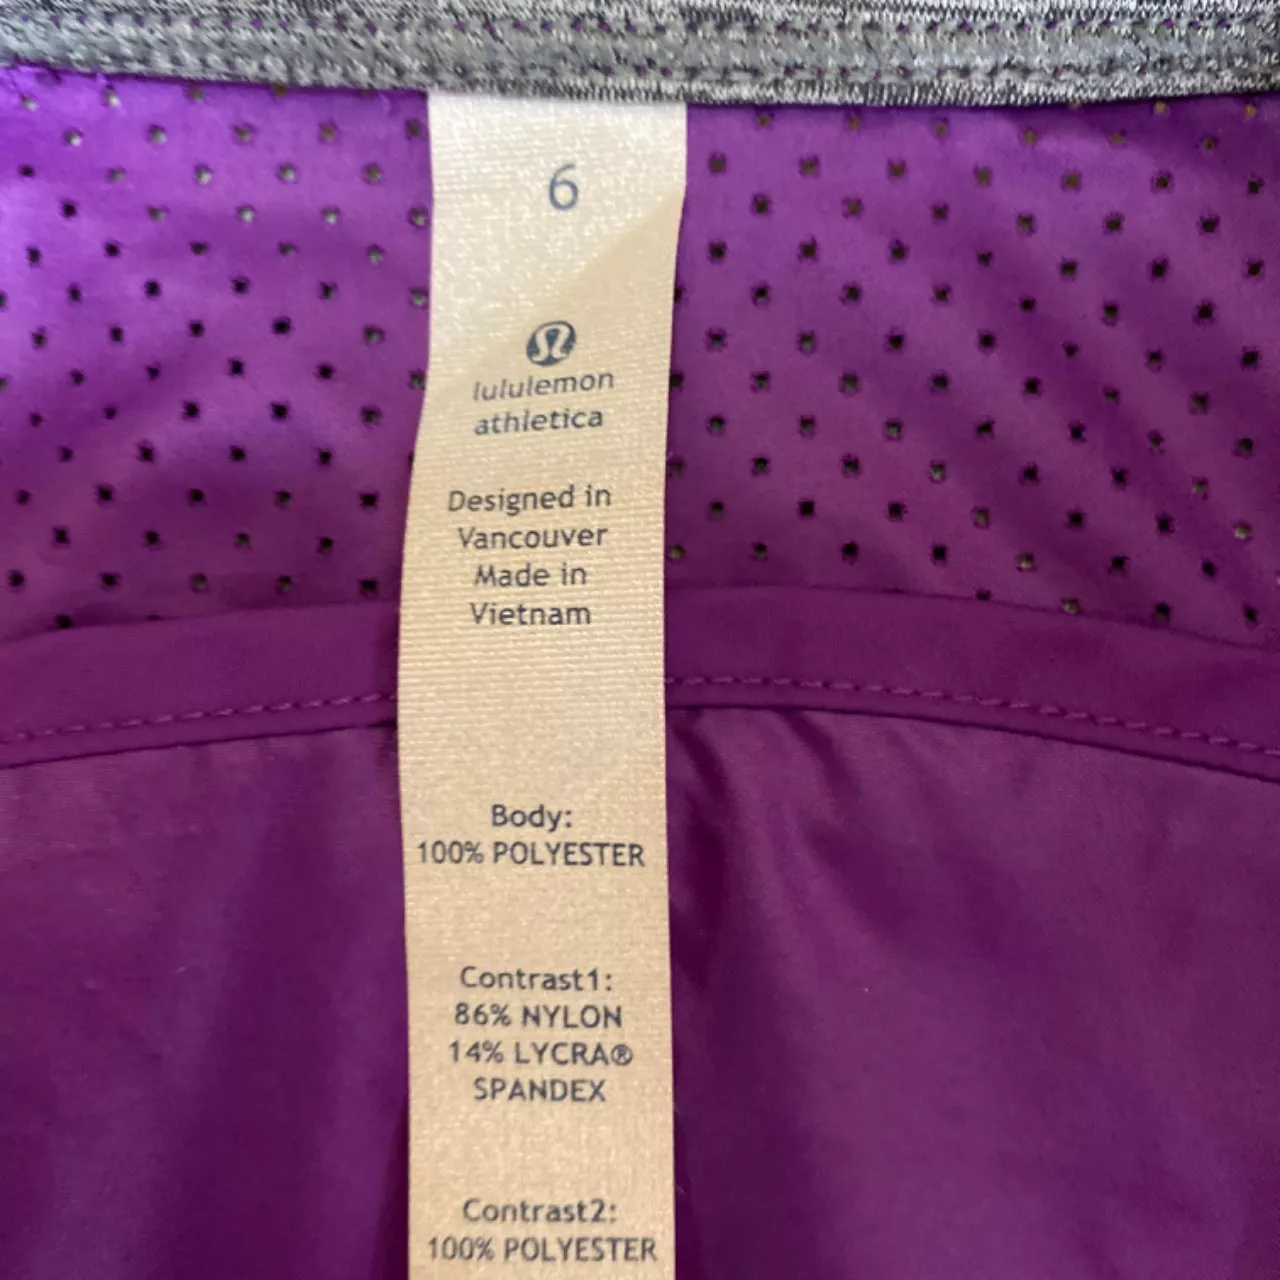 6
lululemon
athletica
Designed in
Vancouver
Made in
Vietnam
Body:
100% POLYESTER
Contrast1:
86% NYLON
14% LYCRA®
SPANDEX
Contrast2:
100% POLYESTER